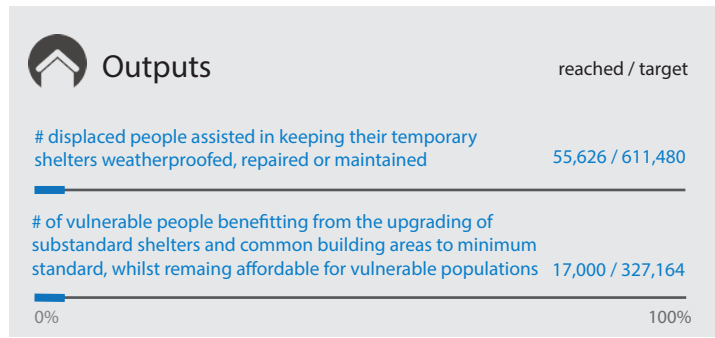 Outputs
reached / target
# displaced people assisted in keeping their temporary
shelters weatherproofed, repaired or maintained
55,626 / 611,480
# of vulnerable people benefitting from the upgrading of
substandard shelters and common building areas to minimum
standard, whilst remaing affordable for vulnerable populations
17,000 / 327,164
0%
100%